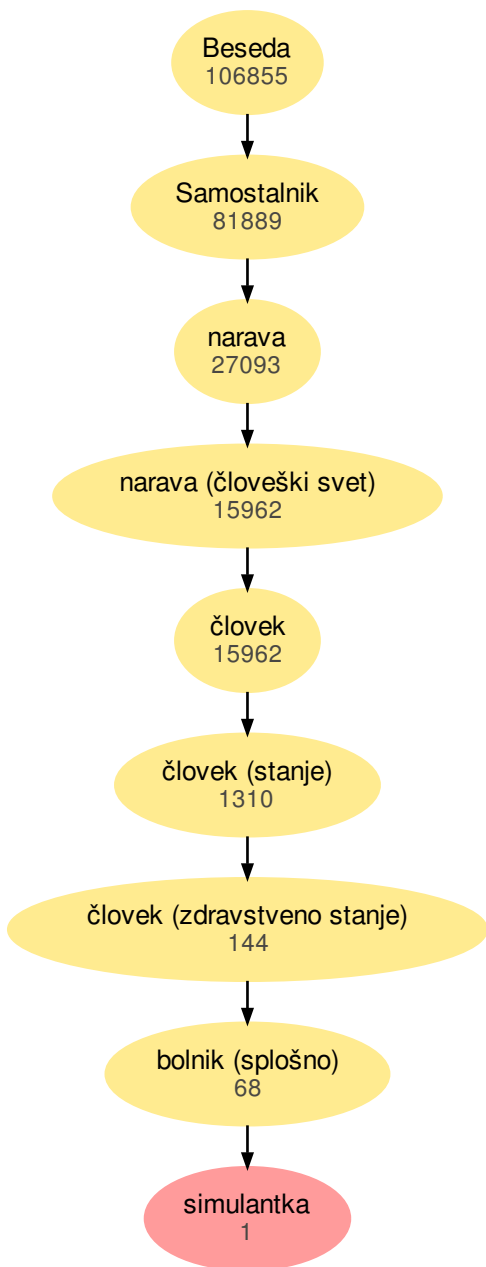 Beseda
106855
Samostalnik
81889
narava
27093
narava (človeški svet)
15962
človek
15962
človek (stanje)
1310
človek (zdravstveno stanje)
144
bolnik (splošno)
68
simulantka
1